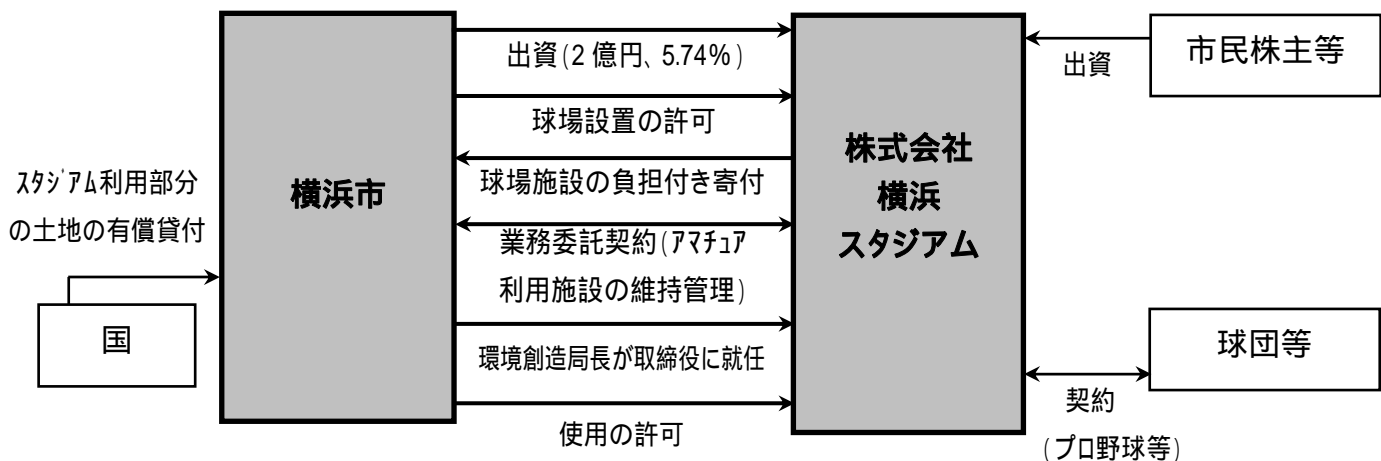 スタジアム利用部分
の土地の有償貸付
国
横浜市
出資(2 億円、5.74%)
球場設置の許可
球場施設の負担付き寄付
業務委託契約(アマチュア
利用施設の維持管理)
環境創造局長が取締役に就任
使用の許可
株式会社
横浜
スタジアム
出資
市民株主等
球団等
契約
(プロ野球等)